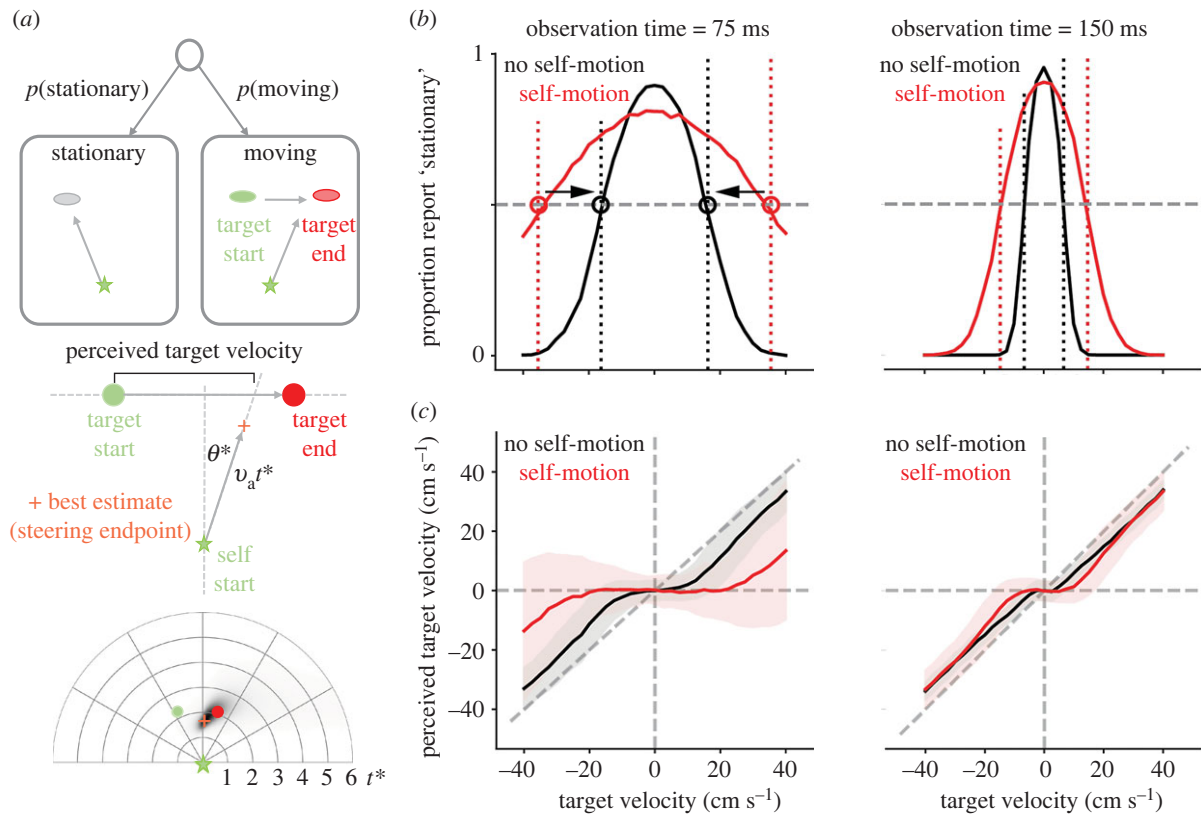 (a)
p(stationary)
p(moving)
stationary
moving
target
start
target
end
perceived target velocity
target
start
target
end
θ*
υₐt*
+ best estimate
(steering endpoint)
self
start
1 2 3 4 5 6 t*
(b)
observation time = 75 ms
observation time = 150 ms
no self-motion
self-motion
no self-motion
self-motion
proportion report ‘stationary’
1
0
(c)
no self-motion
self-motion
no self-motion
self-motion
perceived target velocity (cm s⁻¹)
40
20
0
–20
–40
–40 –20 0 20 40
target velocity (cm s⁻¹)
–40 –20 0 20 40
target velocity (cm s⁻¹)